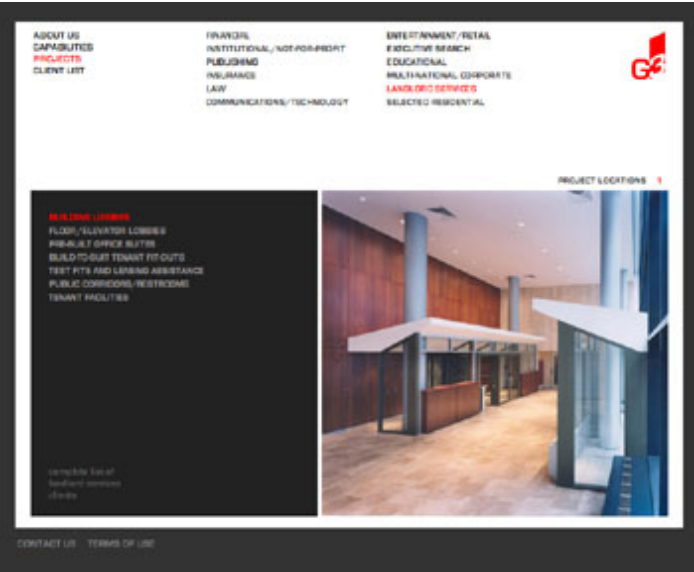 ABOUT US
CAPABILITIES
PROJECTS
CLIENT LIST
FINANCIAL
INSTITUTIONAL/NOT-FOR-PROFIT
PUBLISHING
INSURANCE
LAW
COMMUNICATIONS/TECHNOLOGY
ENTERTAINMENT/RETAIL
EXECUTIVE SEARCH
EDUCATIONAL
MULTI-NATIONAL CORPORATE
LANDLORD SERVICES
SELECTED RESIDENTIAL
G3
PROJECT LOCATIONS 1
BUILDING LOBBIES
FLOOR/ELEVATOR LOBBIES
PRE-BUILT OFFICE SUITES
BUILD-TO-SUIT TENANT FIT-OUTS
TEST FITS AND LEASING ASSISTANCE
PUBLIC CORRIDORS/RESTROOMS
TENANT FACILITIES
complete list of
landlord services
clients
CONTACT US TERMS OF USE